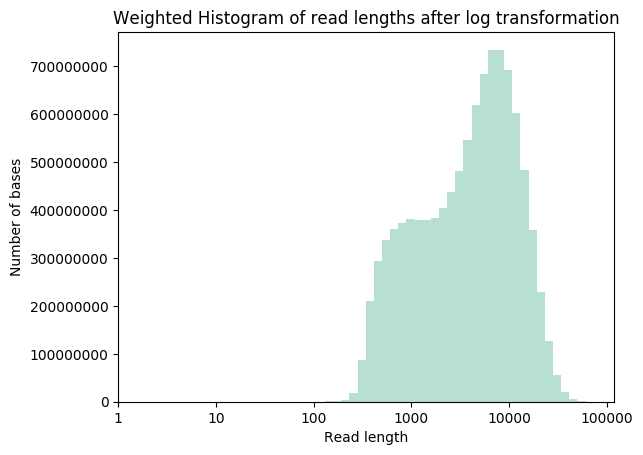 Weighted Histogram of read lengths after log transformation
Number of bases
700000000
600000000
500000000
400000000
300000000
200000000
100000000
0
1 10 100 1000 10000 100000
Read length